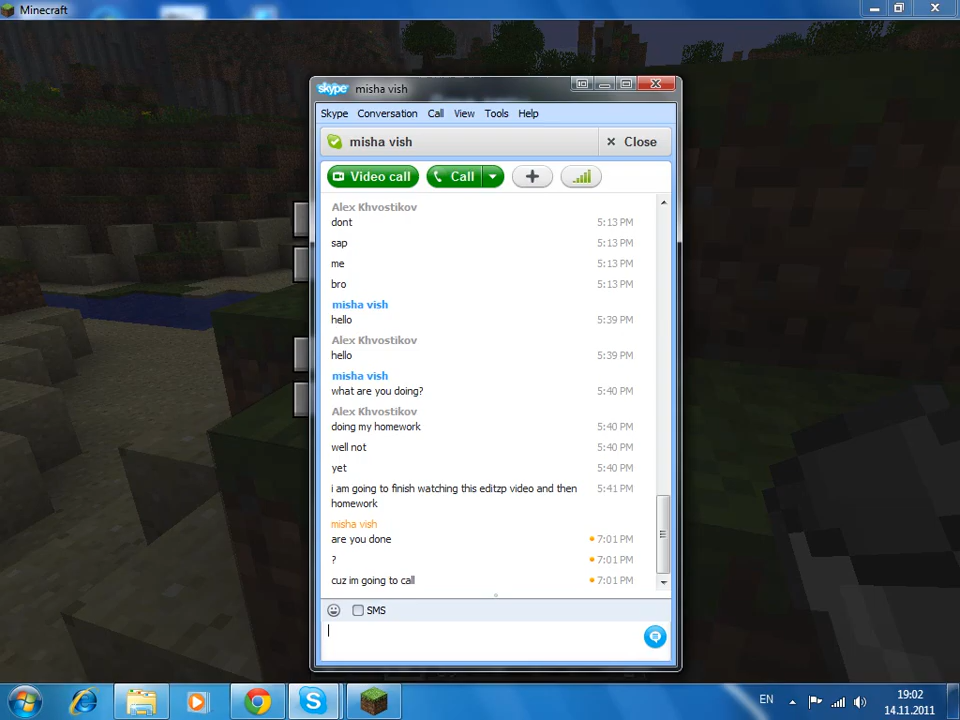 Minecraft
skype misha vish
Skype Conversation Call View Tools Help
misha vish × Close
Video call Call
Alex Khvostikov
dont 5:13 PM
sap 5:13 PM
me 5:13 PM
bro 5:13 PM
misha vish
hello 5:39 PM
Alex Khvostikov
hello 5:39 PM
misha vish
what are you doing? 5:40 PM
Alex Khvostikov
doing my homework 5:40 PM
well not 5:40 PM
yet 5:40 PM
i am going to finish watching this editzp video and then 5:41 PM
homework
misha vish
are you done 7:01 PM
? 7:01 PM
cuz im going to call 7:01 PM
SMS
EN 19:02
14.11.2011